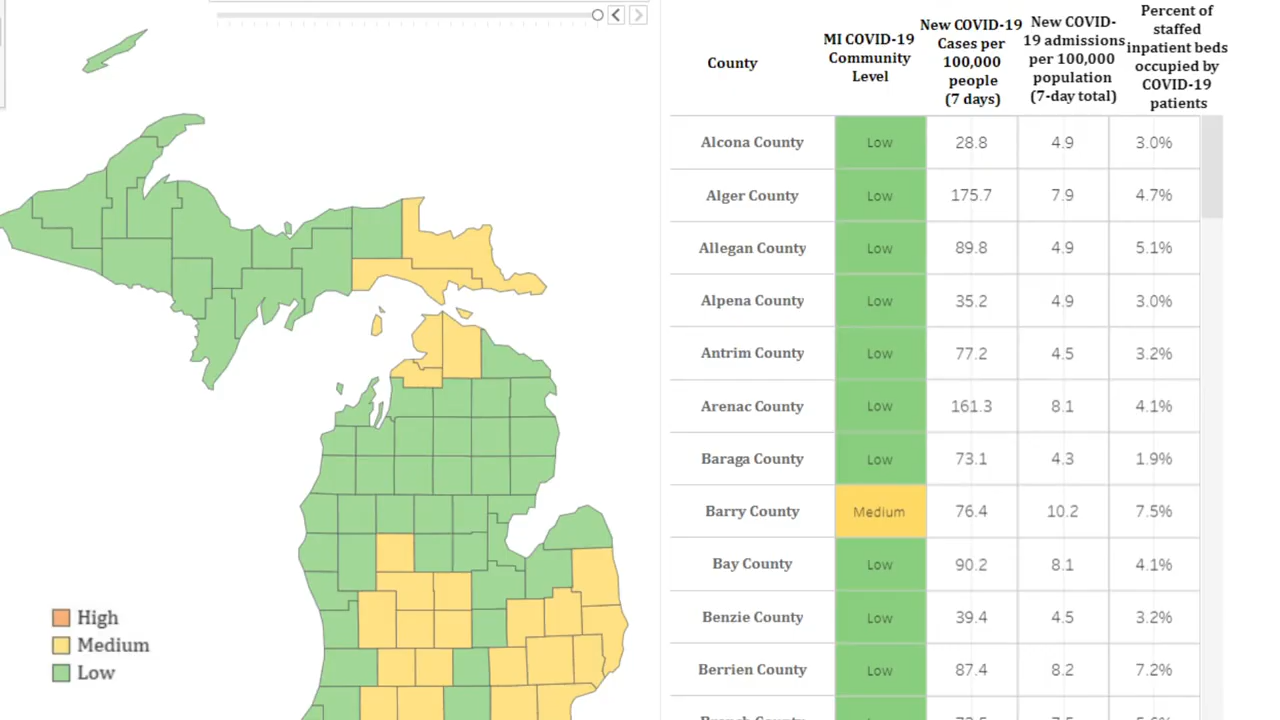 High
Medium
Low
County
MI COVID-19
Community
Level
New COVID-19
Cases per
100,000
people
(7 days)
New COVID-
19 admissions
per 100,000
population
(7-day total)
Percent of
staffed
inpatient beds
occupied by
COVID-19
patients
Alcona County Low 28.8 4.9 3.0%
Alger County Low 175.7 7.9 4.7%
Allegan County Low 89.8 4.9 5.1%
Alpena County Low 35.2 4.9 3.0%
Antrim County Low 77.2 4.5 3.2%
Arenac County Low 161.3 8.1 4.1%
Baraga County Low 73.1 4.3 1.9%
Barry County Medium 76.4 10.2 7.5%
Bay County Low 90.2 8.1 4.1%
Benzie County Low 39.4 4.5 3.2%
Berrien County Low 87.4 8.2 7.2%